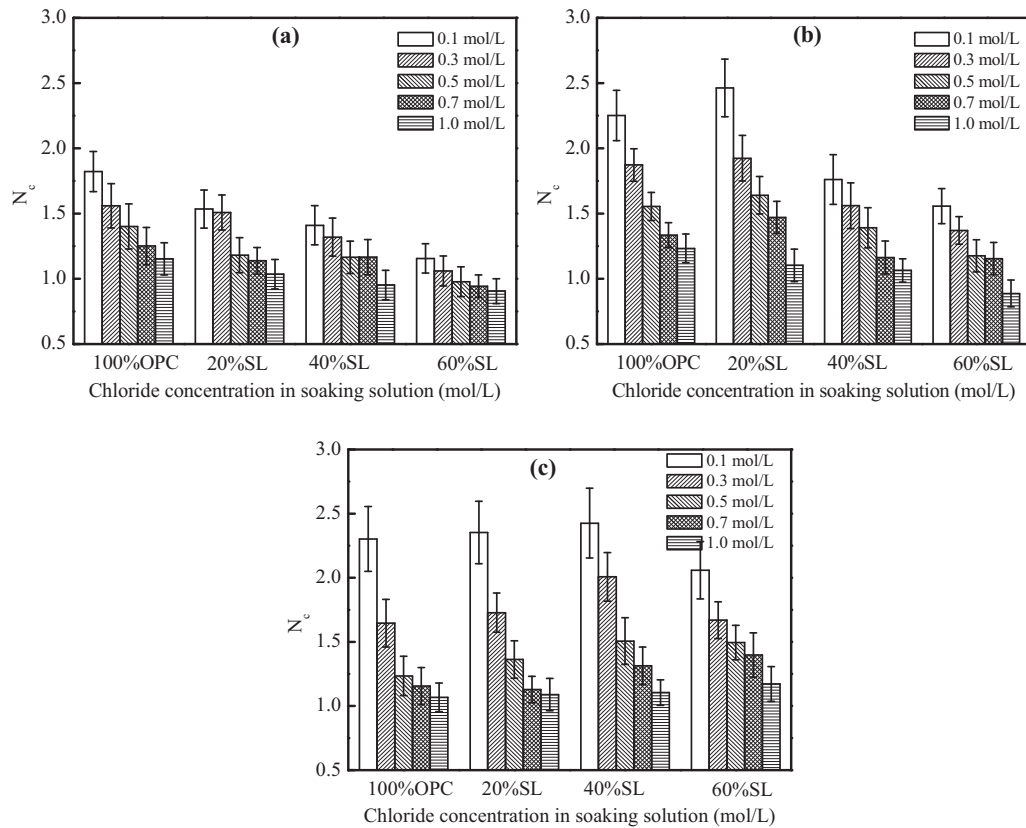 (a)
3.0
2.5
2.0
1.5
1.0
0.5
N_c
0.1 mol/L
0.3 mol/L
0.5 mol/L
0.7 mol/L
1.0 mol/L
100%OPC 20%SL 40%SL 60%SL
Chloride concentration in soaking solution (mol/L)
(b)
3.0
2.5
2.0
1.5
1.0
0.5
N_c
0.1 mol/L
0.3 mol/L
0.5 mol/L
0.7 mol/L
1.0 mol/L
100%OPC 20%SL 40%SL 60%SL
Chloride concentration in soaking solution (mol/L)
(c)
3.0
2.5
2.0
1.5
1.0
0.5
N_c
0.1 mol/L
0.3 mol/L
0.5 mol/L
0.7 mol/L
1.0 mol/L
100%OPC 20%SL 40%SL 60%SL
Chloride concentration in soaking solution (mol/L)